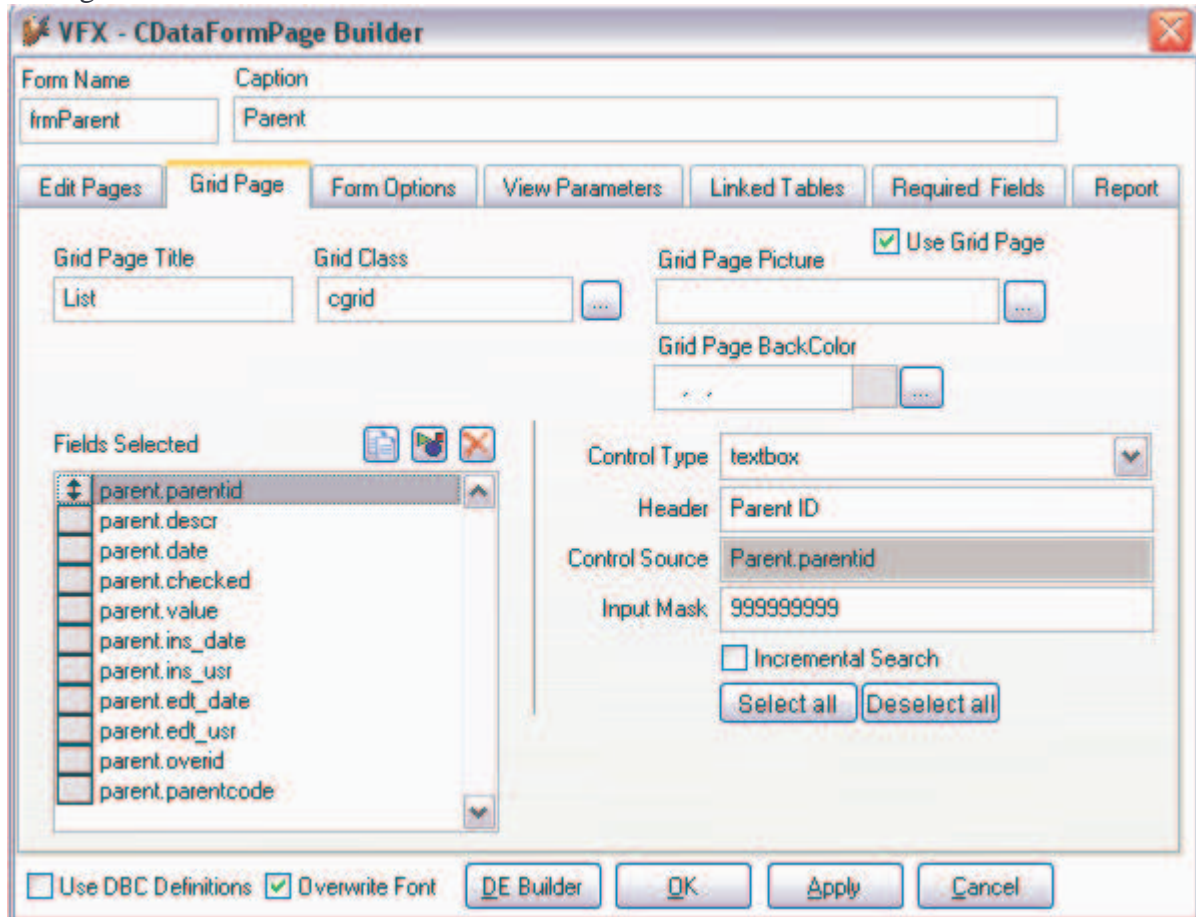 VFX - CDataFormPage Builder
Form Name Caption
frmParent Parent
Edit Pages Grid Page Form Options View Parameters Linked Tables Required Fields Report
Use Grid Page
Grid Page Title Grid Class Grid Page Picture
List cgrid ... ...
Grid Page BackColor
, , ...
Fields Selected
Control Type textbox
parent.parentid
Header Parent ID
parent.descr
parent.date
Control Source Parent.parentid
parent.checked
parent.value
Input Mask 999999999
parent.ins_date
parent.ins_usr
Incremental Search
parent.edt_date
Select all Deselect all
parent.edt_usr
parent.overid
parent.parentcode
Use DBC Definitions Overwrite Font DE Builder OK Apply Cancel